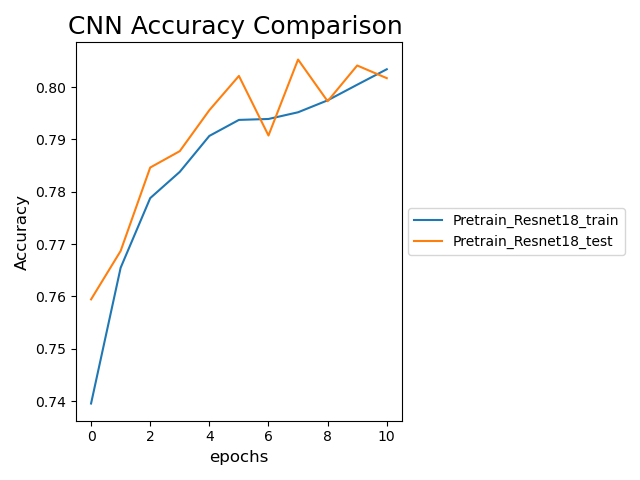 CNN Accuracy Comparison
0.80
0.79
0.78
0.77
0.76
0.75
0.74
Accuracy
0 2 4 6 8 10
epochs
Pretrain_Resnet18_train
Pretrain_Resnet18_test